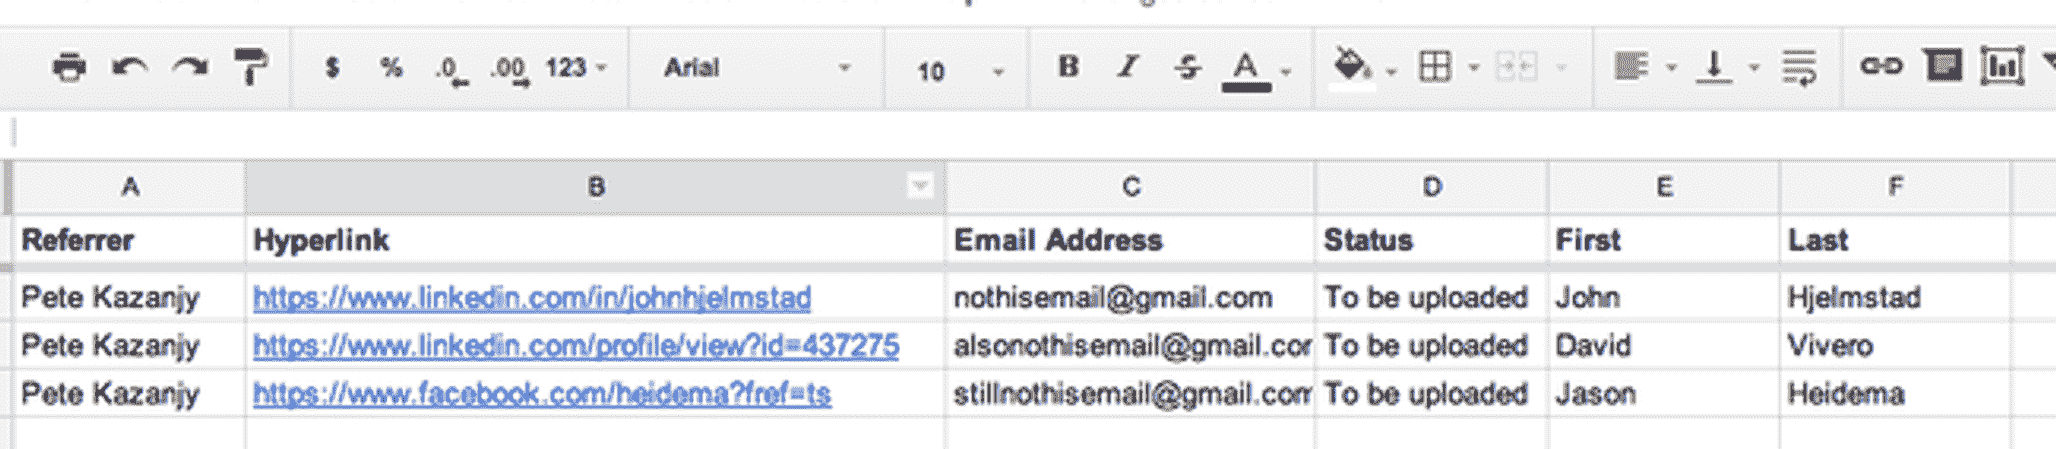 $ % .0 .00 123 Arial 10 B I S A
A B C D E F
Referrer Hyperlink Email Address Status First Last
Pete Kazanjy https://www.linkedin.com/in/johnhjelmstad nothisemail@gmail.com To be uploaded John Hjelmstad
Pete Kazanjy https://www.linkedin.com/profile/view?id=437275 alsonothisemail@gmail.cor To be uploaded David Vivero
Pete Kazanjy https://www.facebook.com/heidema?fref=ts stillnothisemail@gmail.com To be uploaded Jason Heidema